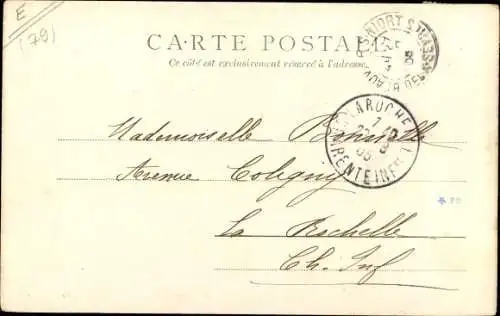 E
(79)
CARTE POSTALE
Ce côté est exclusivement réservé à l'adresse
NIORT
LA ROCHELLE
CHARENTE INFRE
Mademoiselle
Avenue Coligny
La Rochelle
Ch. Inf